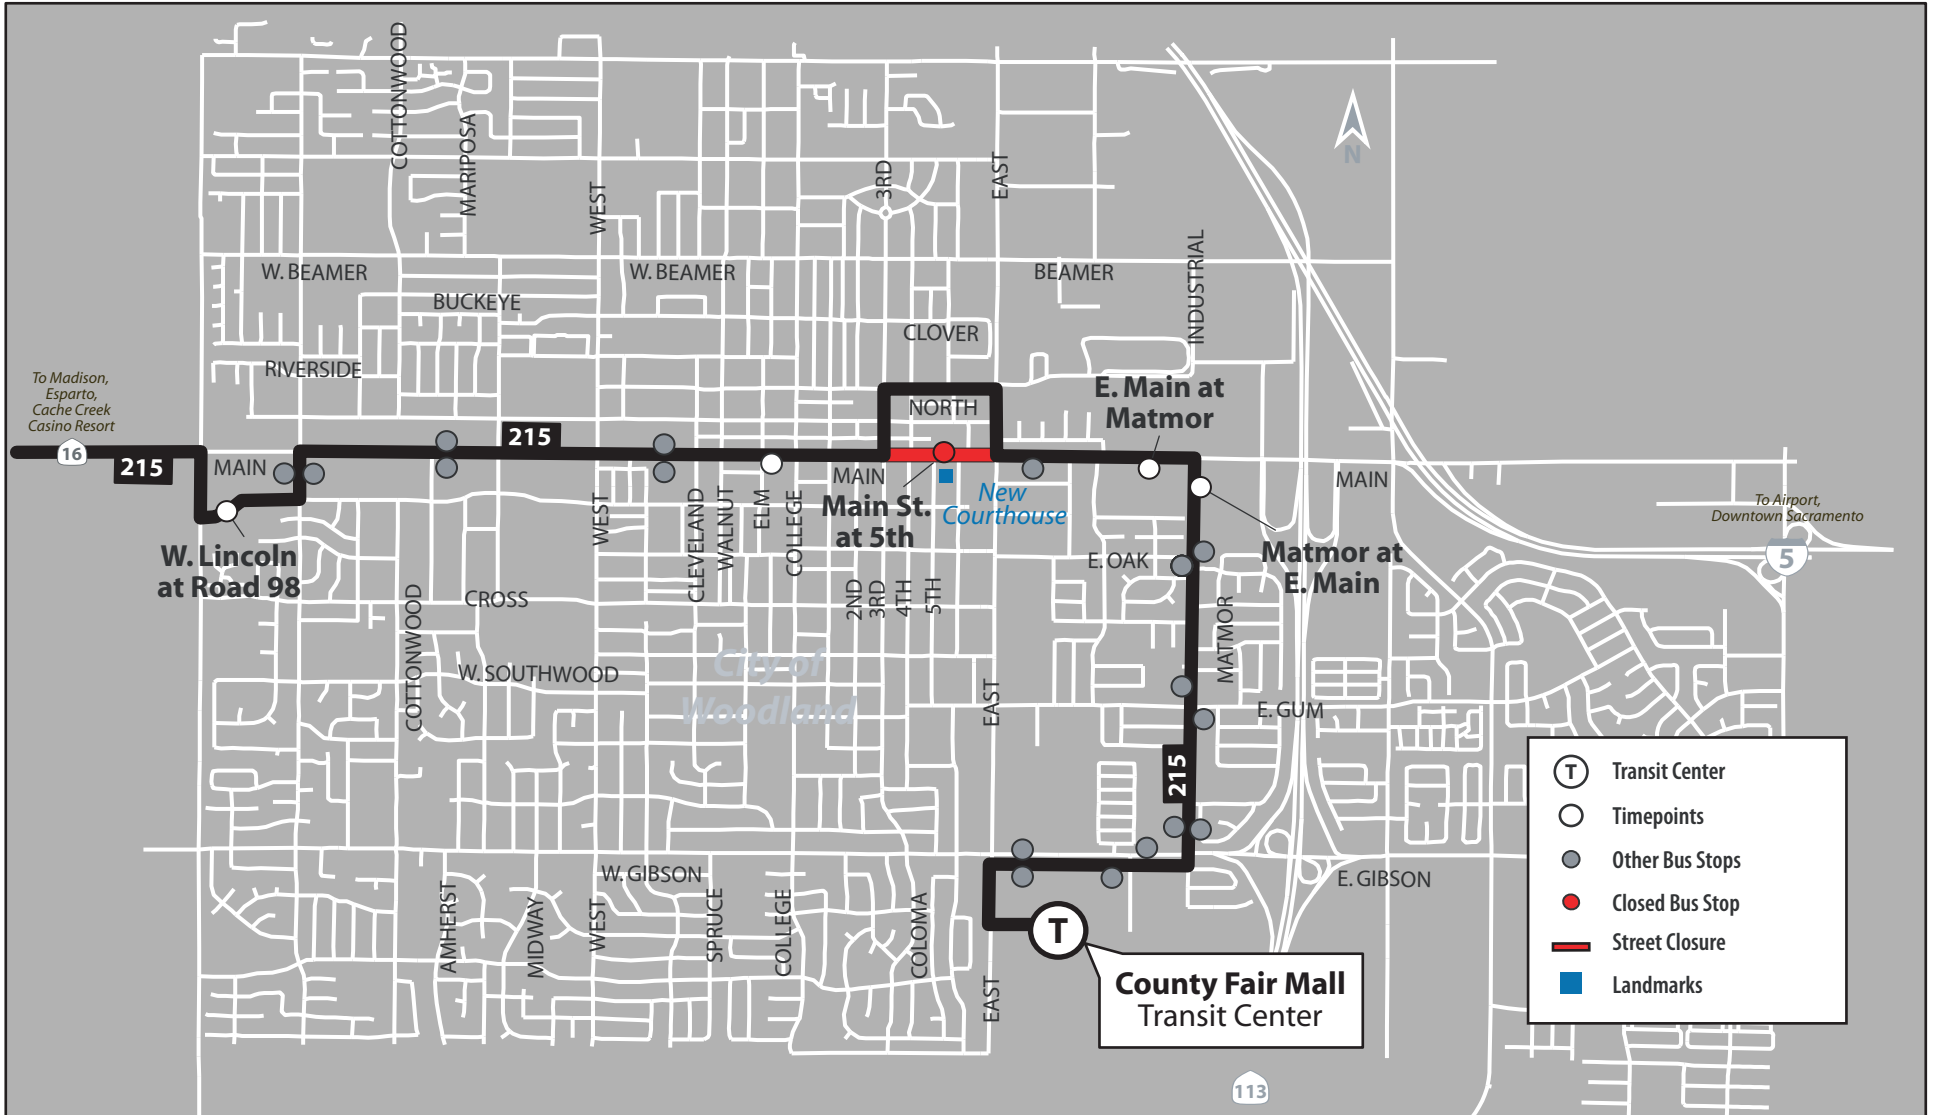 COTTONWOOD
MARIPOSA
WEST
3RD
EAST
N
INDUSTRIAL
W. BEAMER
W. BEAMER
BEAMER
BUCKEYE
CLOVER
RIVERSIDE
To Madison,
Esparto,
Cache Creek
Casino Resort
16
215
MAIN
215
NORTH
E. Main at
Matmor
MAIN
MAIN
Main St.
at 5th
New
Courthouse
To Airport,
Downtown Sacramento
5
W. Lincoln
at Road 98
WEST
CLEVELAND
WALNUT
ELM
COLLEGE
2ND
3RD
4TH
5TH
E. OAK
Matmor at
E. Main
CROSS
COTTONWOOD
W. SOUTHWOOD
City of
Woodland
EAST
MATMOR
E. GUM
215
W. GIBSON
E. GIBSON
AMHERST
MIDWAY
WEST
SPRUCE
COLLEGE
COLOMA
EAST
T
County Fair Mall
Transit Center
113
T Transit Center
Timepoints
Other Bus Stops
Closed Bus Stop
Street Closure
Landmarks